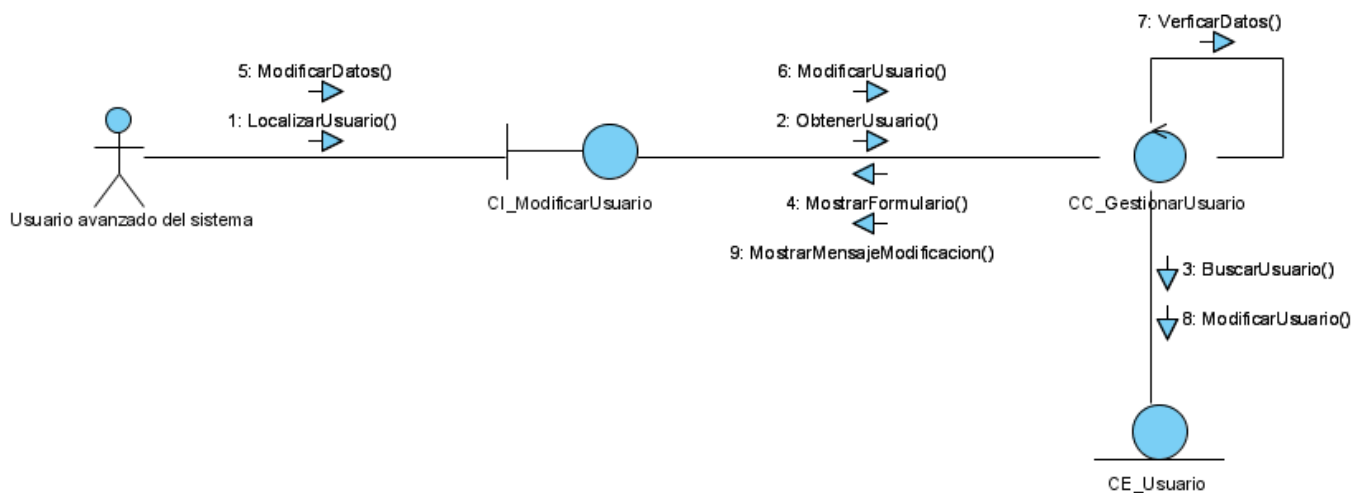 7: VerficarDatos()
5: ModificarDatos()
6: ModificarUsuario()
1: LocalizarUsuario()
2: ObtenerUsuario()
Usuario avanzado del sistema
CI_ModificarUsuario
4: MostrarFormulario()
CC_GestionarUsuario
9: MostrarMensajeModificacion()
3: BuscarUsuario()
8: ModificarUsuario()
CE_Usuario